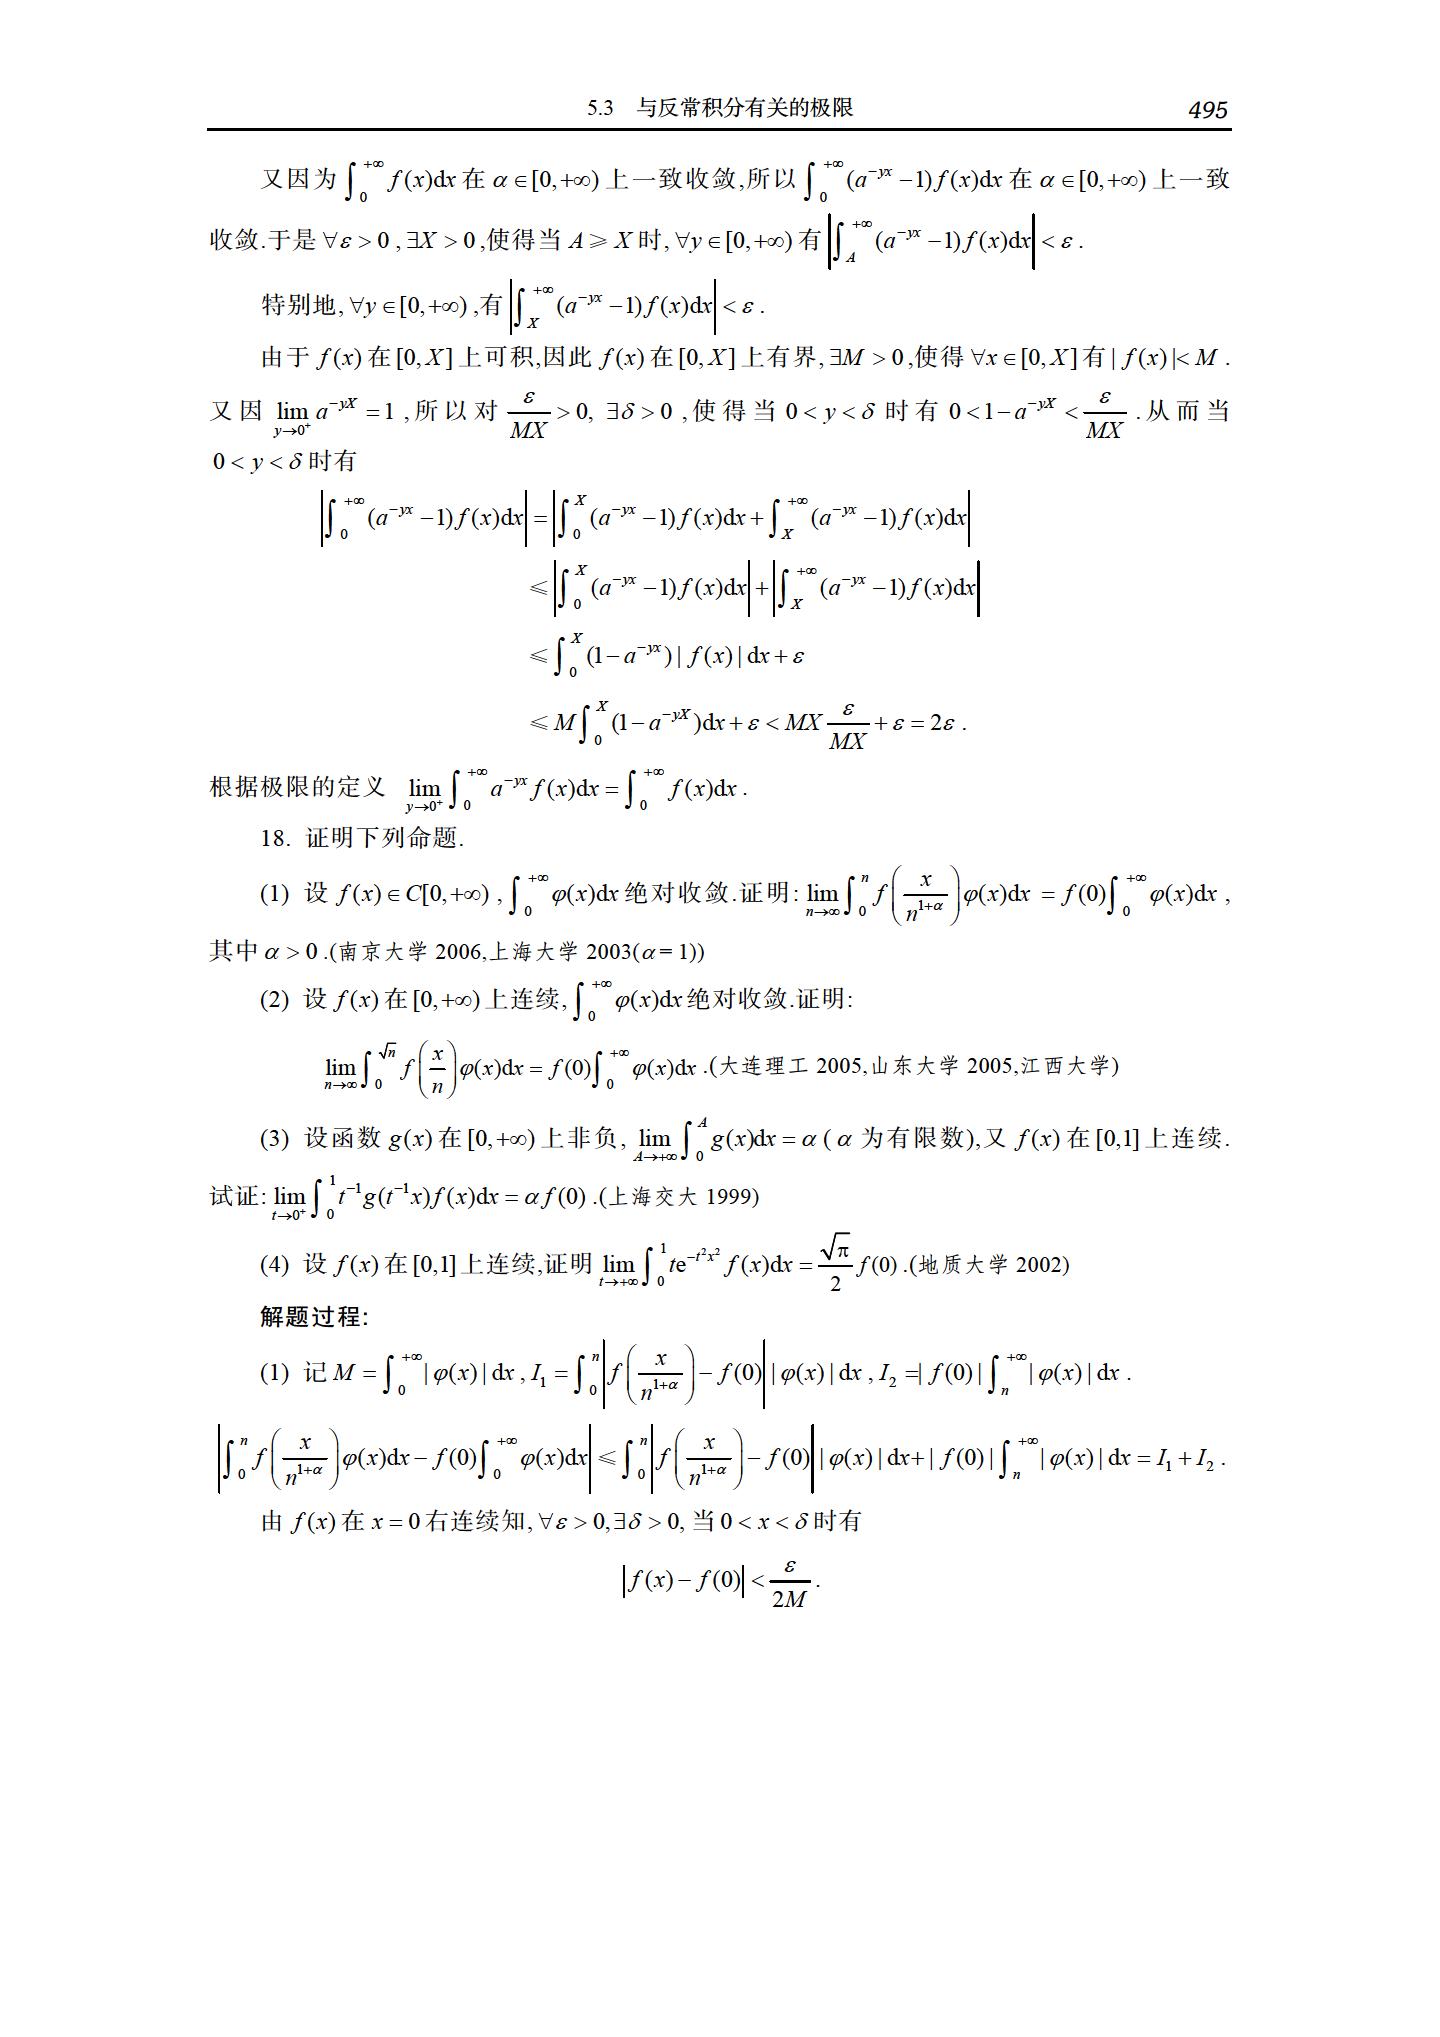 5.3 与反常积分有关的极限 495
又因为 $\int_0^{+\infty} f(x)\mathrm{d}x$ 在 $\alpha\in[0,+\infty)$ 上一致收敛,所以 $\int_0^{+\infty}(a^{-yx}-1)f(x)\mathrm{d}x$ 在 $\alpha\in[0,+\infty)$ 上一致
收敛.于是 $\forall\varepsilon>0$ , $\exists X>0$ ,使得当 $A\geqslant X$ 时, $\forall y\in[0,+\infty)$ 有 $\left|\int_A^{+\infty}(a^{-yx}-1)f(x)\mathrm{d}x\right|<\varepsilon$ .
特别地, $\forall y\in[0,+\infty)$ ,有 $\left|\int_X^{+\infty}(a^{-yx}-1)f(x)\mathrm{d}x\right|<\varepsilon$ .
由于 $f(x)$ 在 $[0,X]$ 上可积,因此 $f(x)$ 在 $[0,X]$ 上有界, $\exists M>0$ ,使得 $\forall x\in[0,X]$ 有 $|f(x)|<M$ .
又因 $\lim_{y\to0^+}a^{-yX}=1$ ,所以对 $\frac{\varepsilon}{MX}>0,\ \exists\delta>0$ ,使得当 $0<y<\delta$ 时有 $0<1-a^{-yX}<\frac{\varepsilon}{MX}$ .从而当
$0<y<\delta$ 时有
$\left|\int_0^{+\infty}(a^{-yx}-1)f(x)\mathrm{d}x\right|=\left|\int_0^X(a^{-yx}-1)f(x)\mathrm{d}x+\int_X^{+\infty}(a^{-yx}-1)f(x)\mathrm{d}x\right|$
$\leqslant\left|\int_0^X(a^{-yx}-1)f(x)\mathrm{d}x\right|+\left|\int_X^{+\infty}(a^{-yx}-1)f(x)\mathrm{d}x\right|$
$\leqslant\int_0^X(1-a^{-yx})|f(x)|\mathrm{d}x+\varepsilon$
$\leqslant M\int_0^X(1-a^{-yX})\mathrm{d}x+\varepsilon<MX\frac{\varepsilon}{MX}+\varepsilon=2\varepsilon$ .
根据极限的定义 $\lim_{y\to0^+}\int_0^{+\infty}a^{-yx}f(x)\mathrm{d}x=\int_0^{+\infty}f(x)\mathrm{d}x$ .
18. 证明下列命题.
(1) 设 $f(x)\in C[0,+\infty)$ , $\int_0^{+\infty}\varphi(x)\mathrm{d}x$ 绝对收敛.证明: $\lim_{n\to\infty}\int_0^n f\left(\frac{x}{n^{1+\alpha}}\right)\varphi(x)\mathrm{d}x=f(0)\int_0^{+\infty}\varphi(x)\mathrm{d}x$ ,
其中 $\alpha>0$ .(南京大学 2006,上海大学 2003($\alpha=1$))
(2) 设 $f(x)$ 在 $[0,+\infty)$ 上连续, $\int_0^{+\infty}\varphi(x)\mathrm{d}x$ 绝对收敛.证明:
$\lim_{n\to\infty}\int_0^{\sqrt{n}}f\left(\frac{x}{n}\right)\varphi(x)\mathrm{d}x=f(0)\int_0^{+\infty}\varphi(x)\mathrm{d}x$ .(大连理工 2005,山东大学 2005,江西大学)
(3) 设函数 $g(x)$ 在 $[0,+\infty)$ 上非负, $\lim_{A\to+\infty}\int_0^A g(x)\mathrm{d}x=\alpha$ ( $\alpha$ 为有限数),又 $f(x)$ 在 $[0,1]$ 上连续.
试证: $\lim_{t\to0^+}\int_0^1 t^{-1}g(t^{-1}x)f(x)\mathrm{d}x=\alpha f(0)$ .(上海交大 1999)
(4) 设 $f(x)$ 在 $[0,1]$ 上连续,证明 $\lim_{t\to+\infty}\int_0^1 t\mathrm{e}^{-t^2x^2}f(x)\mathrm{d}x=\frac{\sqrt{\pi}}{2}f(0)$ .(地质大学 2002)
解题过程:
(1) 记 $M=\int_0^{+\infty}|\varphi(x)|\mathrm{d}x$ , $I_1=\int_0^n\left|f\left(\frac{x}{n^{1+\alpha}}\right)-f(0)\right||\varphi(x)|\mathrm{d}x$ , $I_2=|f(0)|\int_n^{+\infty}|\varphi(x)|\mathrm{d}x$ .
$\left|\int_0^n f\left(\frac{x}{n^{1+\alpha}}\right)\varphi(x)\mathrm{d}x-f(0)\int_0^{+\infty}\varphi(x)\mathrm{d}x\right|\leqslant\int_0^n\left|f\left(\frac{x}{n^{1+\alpha}}\right)-f(0)\right||\varphi(x)|\mathrm{d}x+|f(0)|\int_n^{+\infty}|\varphi(x)|\mathrm{d}x=I_1+I_2$ .
由 $f(x)$ 在 $x=0$ 右连续知, $\forall\varepsilon>0,\exists\delta>0,$ 当 $0<x<\delta$ 时有
$|f(x)-f(0)|<\frac{\varepsilon}{2M}$ .